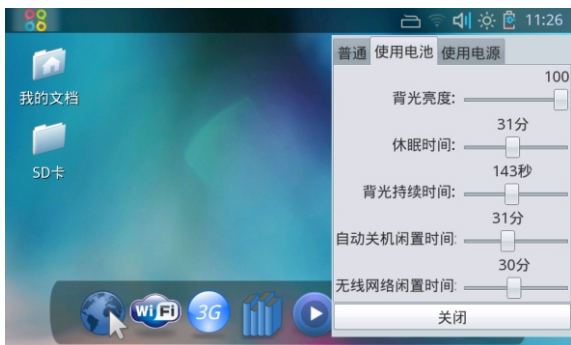 11:26
普通 使用电池 使用电源
100
背光亮度:
31分
休眠时间:
143秒
背光持续时间:
31分
自动关机闲置时间:
30分
无线网络闲置时间:
关闭
我的文档
SD卡
WiFi
3G